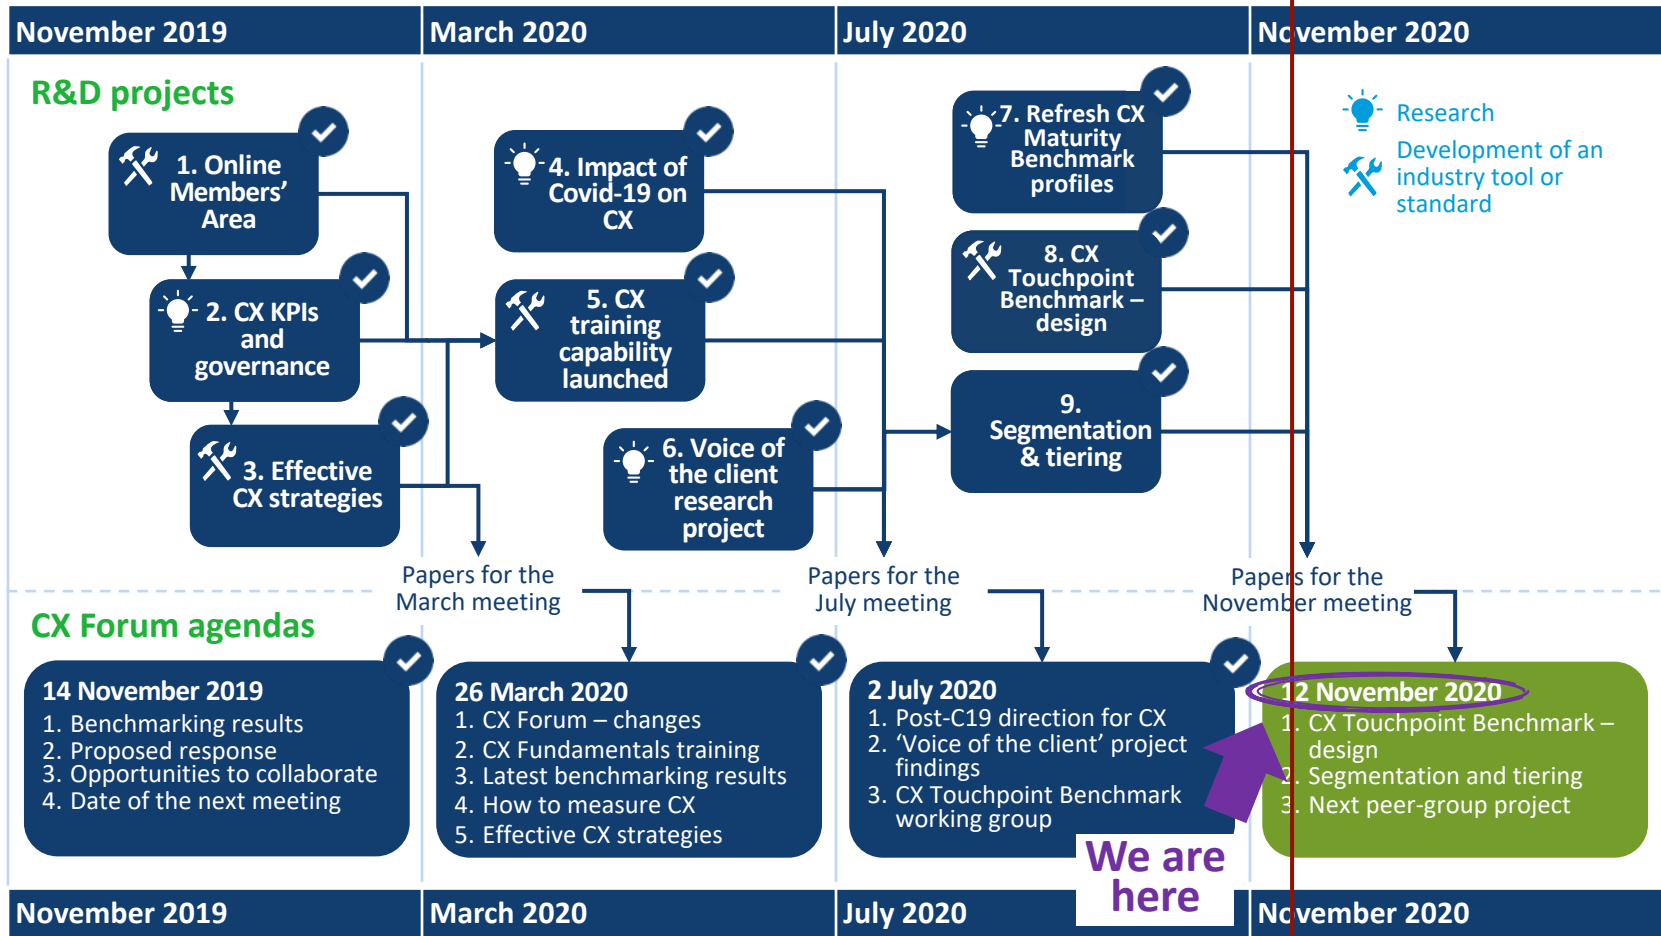 November 2019
March 2020
July 2020
November 2020
R&D projects
1. Online
Members’
Area
2. CX KPIs
and
governance
3. Effective
CX strategies
4. Impact of
Covid-19 on
CX
5. CX
training
capability
launched
6. Voice of
the client
research
project
7. Refresh CX
Maturity
Benchmark
profiles
8. CX
Touchpoint
Benchmark –
design
9.
Segmentation
& tiering
Research
Development of an
industry tool or
standard
Papers for the
March meeting
Papers for the
July meeting
Papers for the
November meeting
CX Forum agendas
14 November 2019
1. Benchmarking results
2. Proposed response
3. Opportunities to collaborate
4. Date of the next meeting
26 March 2020
1. CX Forum – changes
2. CX Fundamentals training
3. Latest benchmarking results
4. How to measure CX
5. Effective CX strategies
2 July 2020
1. Post-C19 direction for CX
2. ‘Voice of the client’ project
findings
3. CX Touchpoint Benchmark
working group
12 November 2020
1. CX Touchpoint Benchmark –
design
2. Segmentation and tiering
3. Next peer-group project
We are
here
November 2019
March 2020
July 2020
November 2020